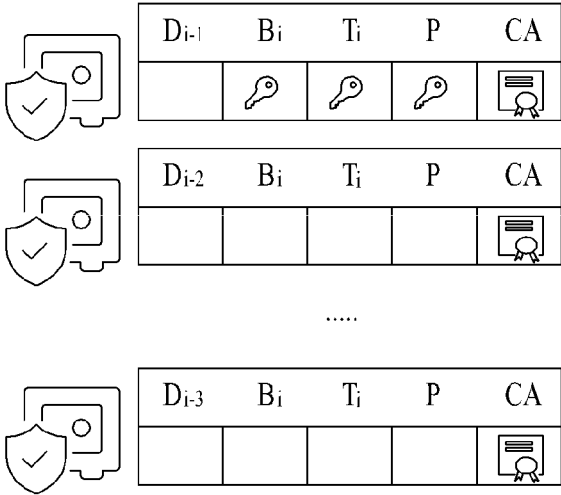 Di-1 Bi Ti P CA
Di-2 Bi Ti P CA
.....
Di-3 Bi Ti P CA